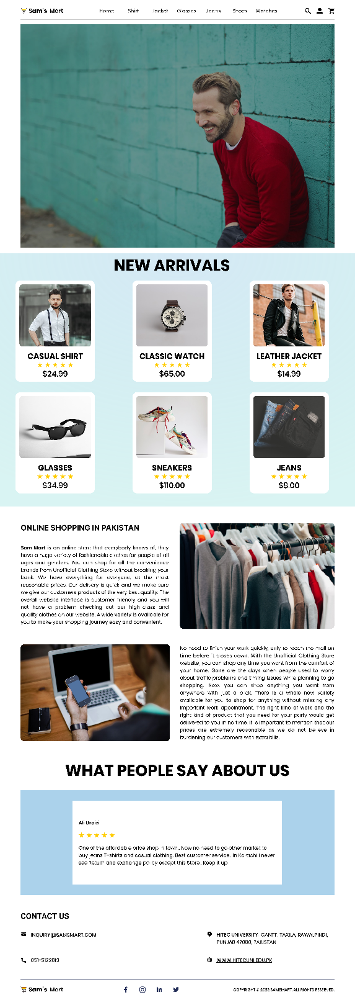 Sam's Mart
Home Shirt Jacket Glasses Jeans Shoes Watches
NEW ARRIVALS
CASUAL SHIRT
$24.99
CLASSIC WATCH
$65.00
LEATHER JACKET
$14.99
GLASSES
$34.99
SNEAKERS
$110.00
JEANS
$8.00
ONLINE SHOPPING IN PAKISTAN
Sam Mart is an online store that everybody knows of, they
have a huge variety of fashionable clothes for people of all
ages and genders. You can shop for all the convenience
brands from Unofficial Clothing Store without breaking your
bank. We have everything for everyone, at the most
reasonable prices. Our delivery is quick and we make sure
we give our customers products of the very best quality. The
overall website interface is customer friendly and you will
not have a problem checking out our high class and
quality clothes on our website. A wide variety is available for
you to make your shopping journey easy and convenient.
No need to finish your work quickly, only to reach the mall on
time before it closes down. With the Unofficial Clothing Store
website, you can shop any time you want from the comfort of
your home. Gone are the days when people used to worry
about traffic problems and timing issues while planning to go
shopping. Now, you can shop anything you want from
anywhere with just a click. There is a whole new variety
available for you to shop for anything without missing any
important work appointment. The right kind of work and the
right kind of product that you need for your party would get
delivered to you in no time. It is important to mention that our
prices are extremely reasonable as we do not believe in
burdening our customers with extra bills.
WHAT PEOPLE SAY ABOUT US
Ali Uraizi
One of the affordable price shop in town.. Now no need to go other market to
buy jeans T-shirts and casual clothing. Best customer service.. In Karachi I never
see Return and exchange policy except this Store.. Keep it up
CONTACT US
INQUIRY@SAMSMART.COM
HITEC UNIVERSITY CANTT, TAXILA, RAWALPINDI,
PUNJAB 47080, PAKISTAN
051-5122813
WWW.HITECUNI.EDU.PK
Sam's Mart
COPYRIGHT © 2022 SAMSMART. ALL RIGHTS RESERVED.